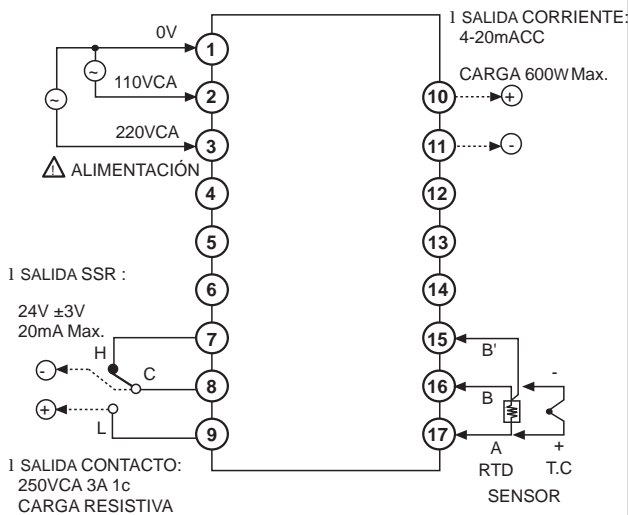 0V
110VCA
220VCA
⚠ ALIMENTACIÓN
1
2
3
4
5
6
7
8
9
l SALIDA SSR :
24V ±3V
20mA Max.
H
C
L
-
+
l SALIDA CONTACTO:
250VCA 3A 1c
CARGA RESISTIVA
l SALIDA CORRIENTE:
4-20mACC
CARGA 600W Max.
10
+
11
-
12
13
14
15
16
17
B'
B
A
-
+
RTD
T.C
SENSOR